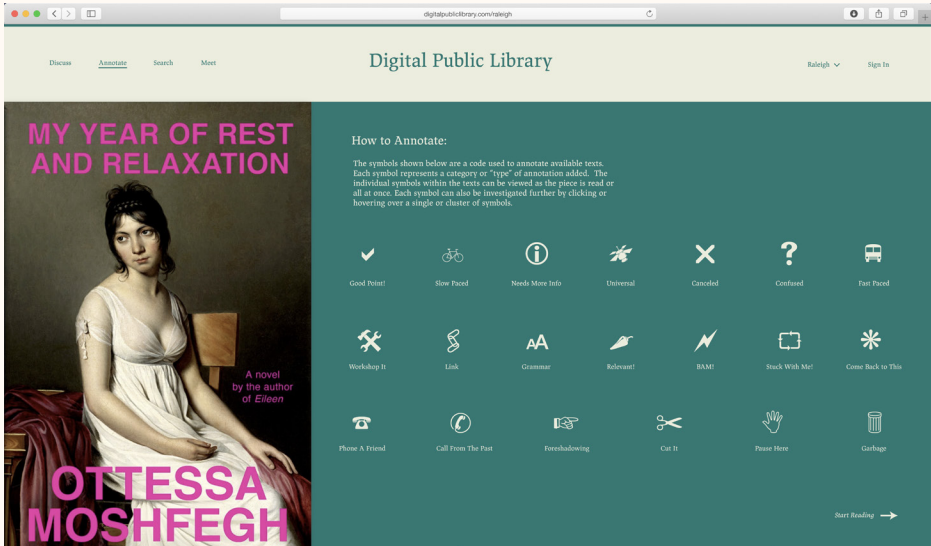 digitalpubliclibrary.com/raleigh
Discuss
Annotate
Search
Meet
Digital Public Library
Raleigh
Sign In
MY YEAR OF REST
AND RELAXATION
A novel
by the author
of Eileen
OTTESSA
MOSHFEGH
How to Annotate:
The symbols shown below are a code used to annotate available texts.
Each symbol represents a category or "type" of annotation added. The
individual symbols within the texts can be viewed as the piece is read or
all at once. Each symbol can also be investigated further by clicking or
hovering over a single or cluster of symbols.
Good Point!
Slow Paced
Needs More Info
Universal
Canceled
Confused
Fast Paced
Workshop It
Link
AA
Grammar
Relevant!
BAM!
Stuck With Me!
Come Back to This
Phone A Friend
Call From The Past
Foreshadowing
Cut It
Pause Here
Garbage
Start Reading